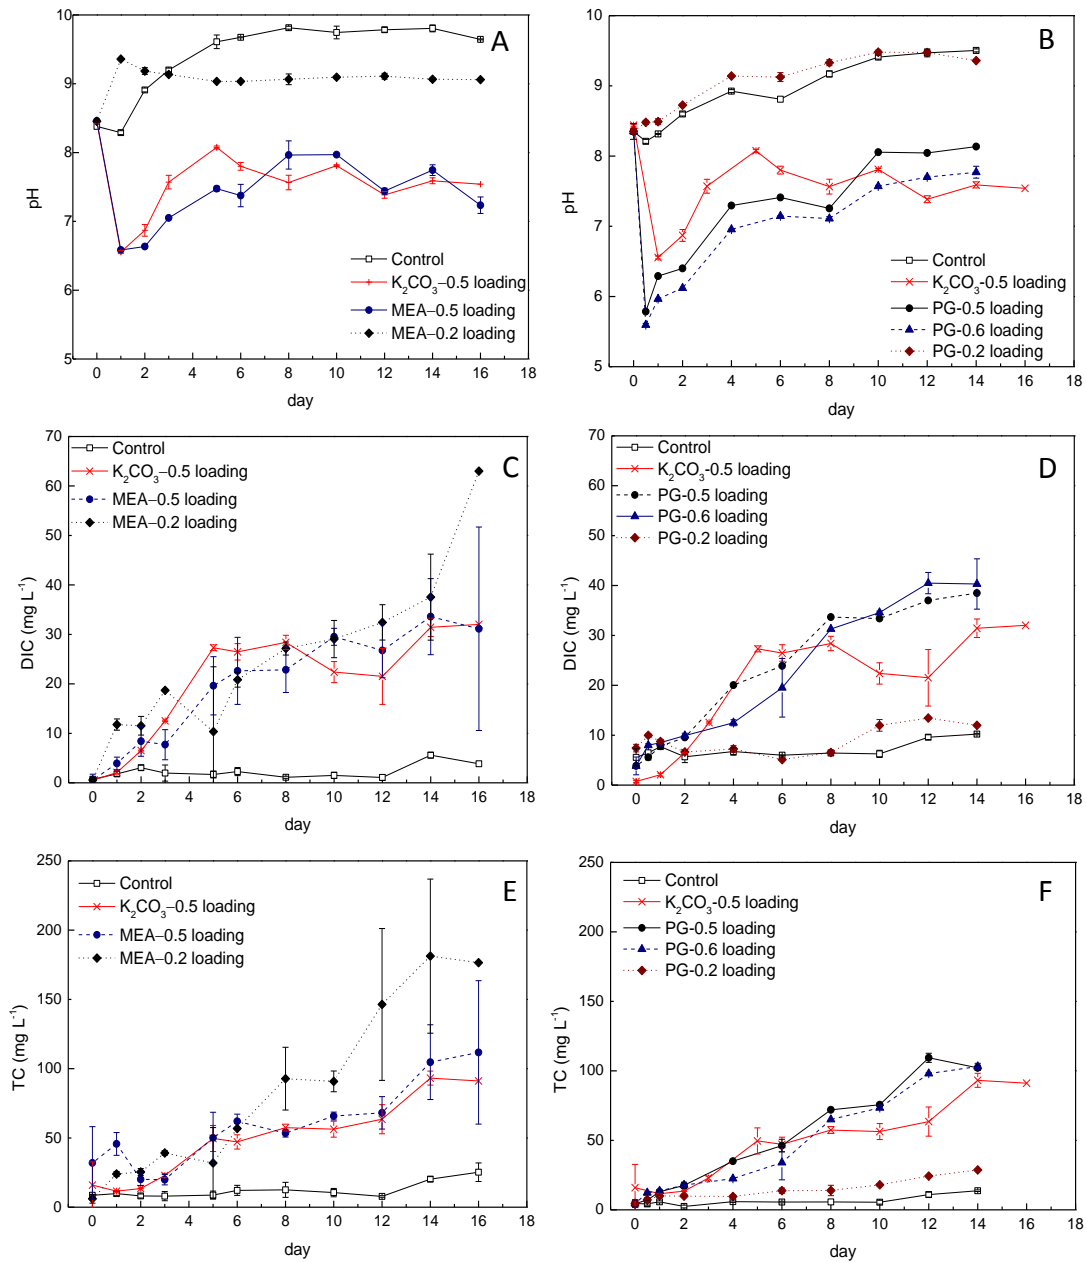 A
10
9
8
7
6
5
pH
0 2 4 6 8 10 12 14 16 18
day
Control
K₂CO₃–0.5 loading
MEA–0.5 loading
MEA–0.2 loading
B
10
9
8
7
6
5
pH
0 2 4 6 8 10 12 14 16 18
day
Control
K₂CO₃-0.5 loading
PG-0.5 loading
PG-0.6 loading
PG-0.2 loading
C
70
60
50
40
30
20
10
0
DIC (mg L⁻¹)
0 2 4 6 8 10 12 14 16 18
day
Control
K₂CO₃–0.5 loading
MEA–0.5 loading
MEA–0.2 loading
D
70
60
50
40
30
20
10
0
DIC (mg L⁻¹)
0 2 4 6 8 10 12 14 16 18
day
Control
K₂CO₃-0.5 loading
PG-0.5 loading
PG-0.6 loading
PG-0.2 loading
E
250
200
150
100
50
0
TC (mg L⁻¹)
0 2 4 6 8 10 12 14 16 18
day
Control
K₂CO₃–0.5 loading
MEA–0.5 loading
MEA–0.2 loading
F
250
200
150
100
50
0
TC (mg L⁻¹)
0 2 4 6 8 10 12 14 16 18
day
Control
K₂CO₃-0.5 loading
PG-0.5 loading
PG-0.6 loading
PG-0.2 loading